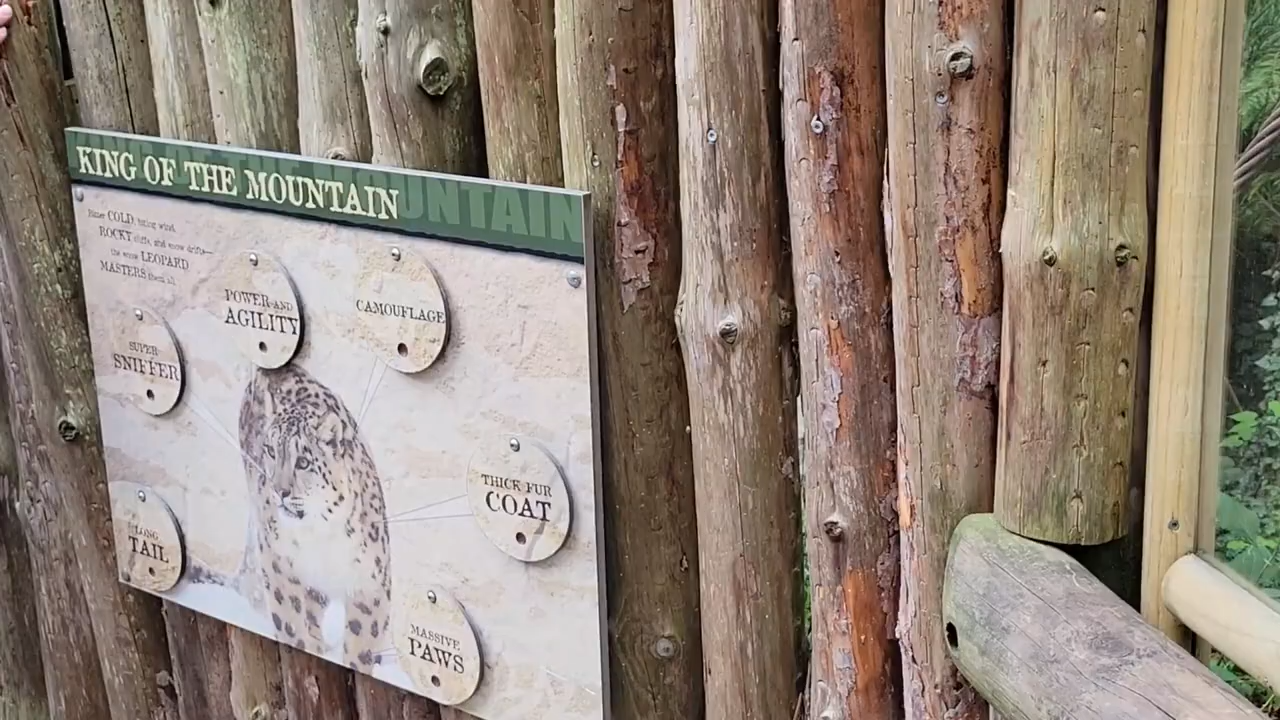 KING OF THE MOUNTAIN
UNTAIN
Bitter COLD, biting wind,
ROCKY cliffs, and snow drifts—
the snow LEOPARD
MASTERS them all.
POWER AND
AGILITY
CAMOUFLAGE
SUPER
SNIFFER
THICK FUR
COAT
LONG
TAIL
MASSIVE
PAWS